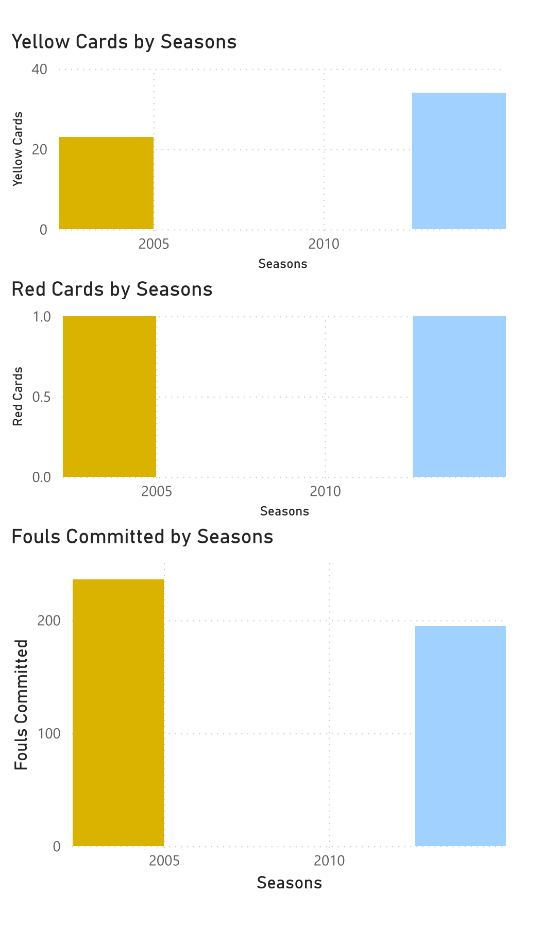 Yellow Cards by Seasons
40
20
0
Yellow Cards
2005 2010
Seasons
Red Cards by Seasons
1.0
0.5
0.0
Red Cards
2005 2010
Seasons
Fouls Committed by Seasons
200
100
0
Fouls Committed
2005 2010
Seasons